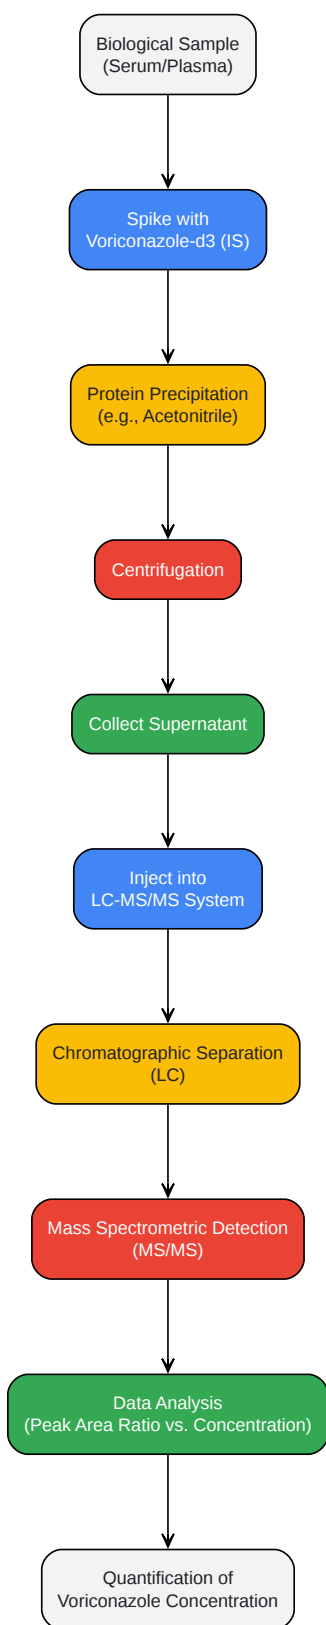 Biological Sample
(Serum/Plasma)
Spike with
Voriconazole-d3 (IS)
Protein Precipitation
(e.g., Acetonitrile)
Centrifugation
Collect Supernatant
Inject into
LC-MS/MS System
Chromatographic Separation
(LC)
Mass Spectrometric Detection
(MS/MS)
Data Analysis
(Peak Area Ratio vs. Concentration)
Quantification of
Voriconazole Concentration